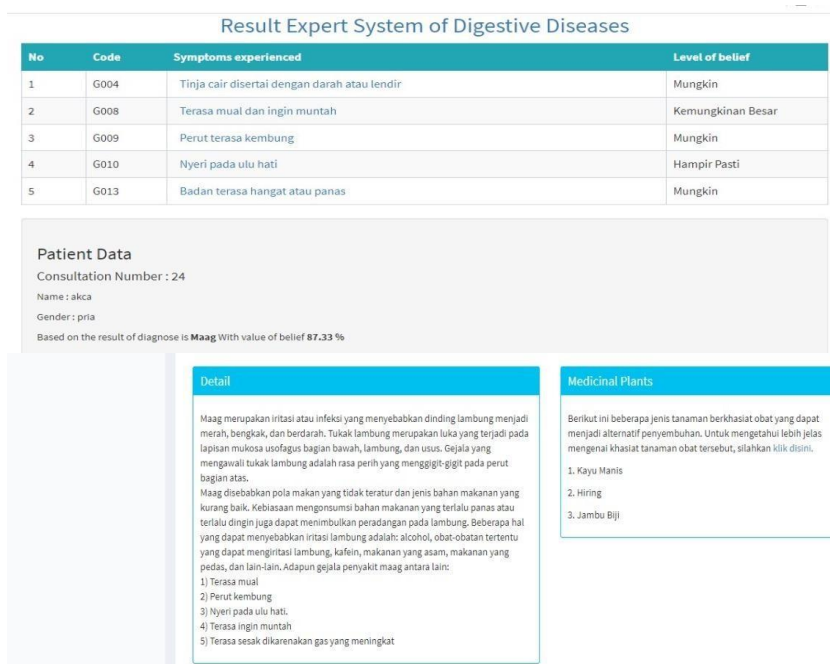 Result Expert System of Digestive Diseases
No Code Symptoms experienced Level of belief
1 G004 Tinja cair disertai dengan darah atau lendir Mungkin
2 G008 Terasa mual dan ingin muntah Kemungkinan Besar
3 G009 Perut terasa kembung Mungkin
4 G010 Nyeri pada ulu hati Hampir Pasti
5 G013 Badan terasa hangat atau panas Mungkin
Patient Data
Consultation Number : 24
Name : akca
Gender : pria
Based on the result of diagnose is Maag With value of belief 87.33 %
Detail
Maag merupakan iritasi atau infeksi yang menyebabkan dinding lambung menjadi
merah, bengkak, dan berdarah. Tukak lambung merupakan luka yang terjadi pada
lapisan mukosa usofagus bagian bawah, lambung, dan usus. Gejala yang
mengawali tukak lambung adalah rasa perih yang menggigit-gigit pada perut
bagian atas.
Maag disebabkan pola makan yang tidak teratur dan jenis bahan makanan yang
kurang baik. Kebiasaan mengonsumsi bahan makanan yang terlalu panas atau
terlalu dingin juga dapat menimbulkan peradangan pada lambung. Beberapa hal
yang dapat menyebabkan iritasi lambung adalah: alcohol, obat-obatan tertentu
yang dapat mengiritasi lambung, kafein, makanan yang asam, makanan yang
pedas, dan lain-lain. Adapun gejala penyakit maag antara lain:
1) Terasa mual
2) Perut kembung
3) Nyeri pada ulu hati.
4) Terasa ingin muntah
5) Terasa sesak dikarenakan gas yang meningkat
Medicinal Plants
Berikut ini beberapa jenis tanaman berkhasiat obat yang dapat
menjadi alternatif penyembuhan. Untuk mengetahui lebih jelas
mengenai khasiat tanaman obat tersebut, silahkan klik disini.
1. Kayu Manis
2. Hiring
3. Jambu Biji